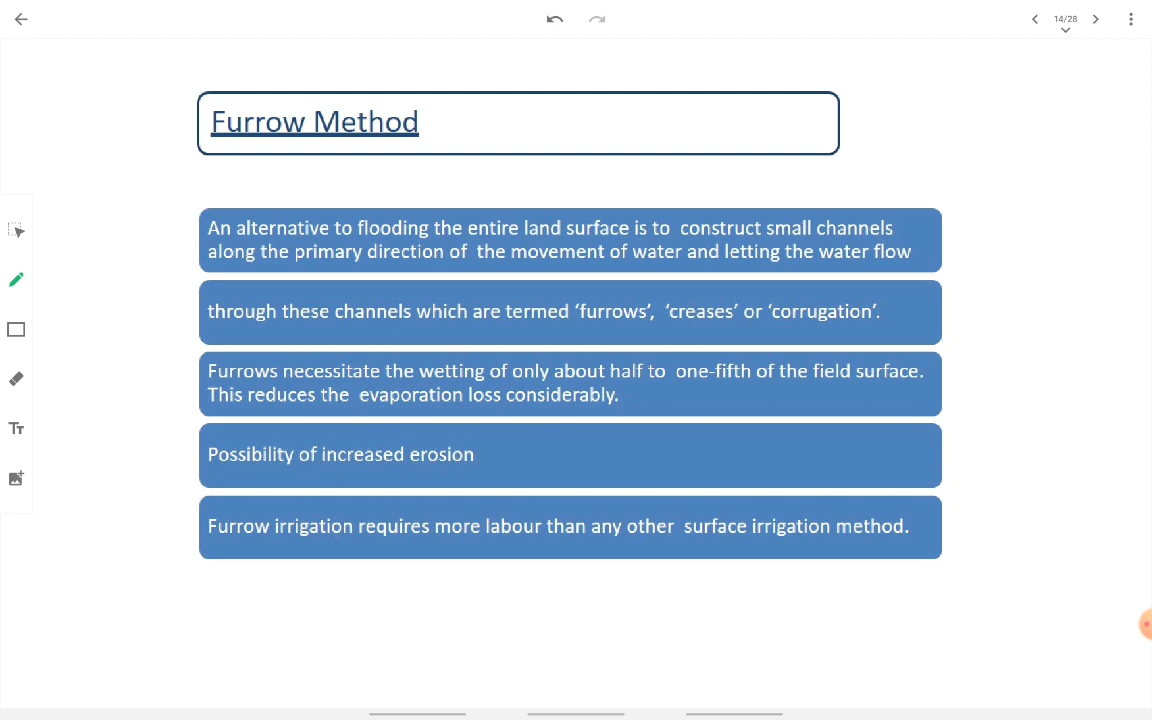 14/28
Furrow Method
An alternative to flooding the entire land surface is to construct small channels
along the primary direction of the movement of water and letting the water flow
through these channels which are termed ‘furrows’, ‘creases’ or ‘corrugation’.
Furrows necessitate the wetting of only about half to one-fifth of the field surface.
This reduces the evaporation loss considerably.
Possibility of increased erosion
Furrow irrigation requires more labour than any other surface irrigation method.
Tт